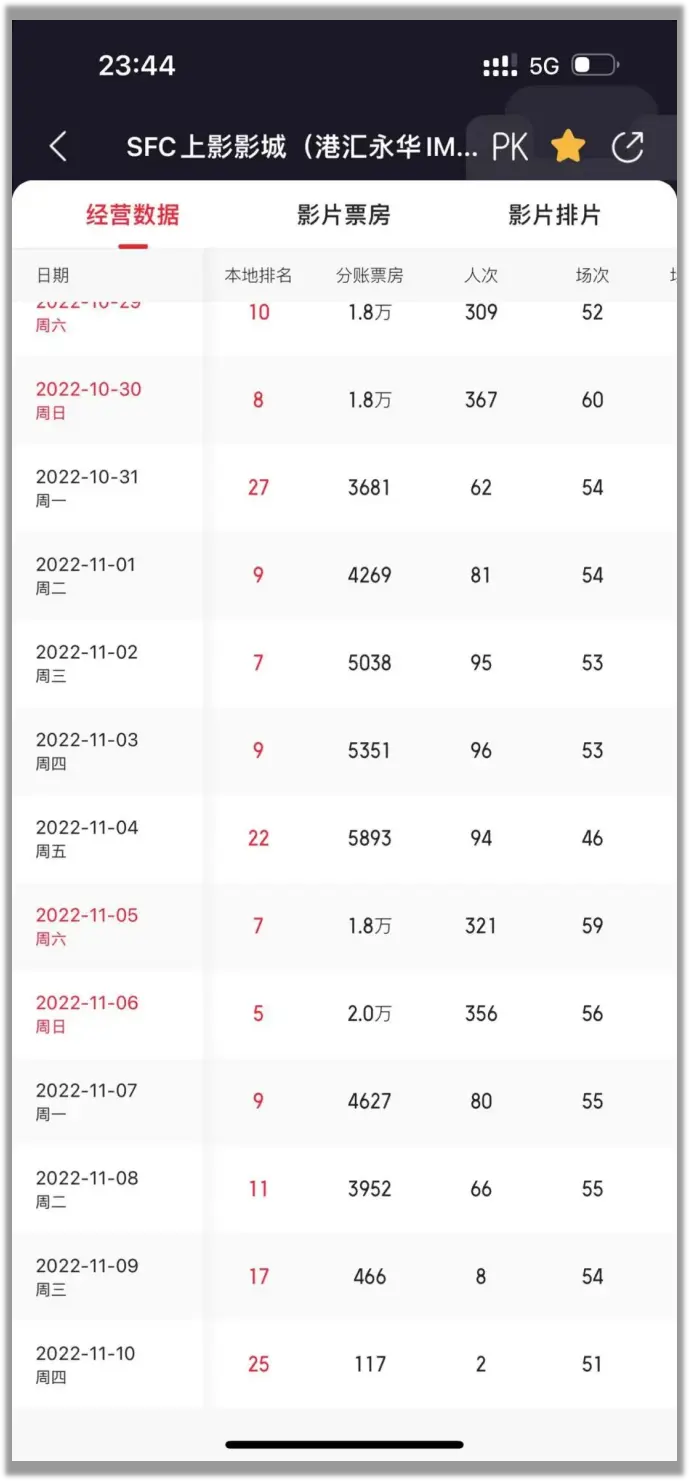 23:44 5G
SFC上影影城（港汇永华IM... PK
经营数据 影片票房 影片排片
日期 本地排名 分账票房 人次 场次
2022-10-29 10 1.8万 309 52
周六
2022-10-30 8 1.8万 367 60
周日
2022-10-31 27 3681 62 54
周一
2022-11-01 9 4269 81 54
周二
2022-11-02 7 5038 95 53
周三
2022-11-03 9 5351 96 53
周四
2022-11-04 22 5893 94 46
周五
2022-11-05 7 1.8万 321 59
周六
2022-11-06 5 2.0万 356 56
周日
2022-11-07 9 4627 80 55
周一
2022-11-08 11 3952 66 55
周二
2022-11-09 17 466 8 54
周三
2022-11-10 25 117 2 51
周四